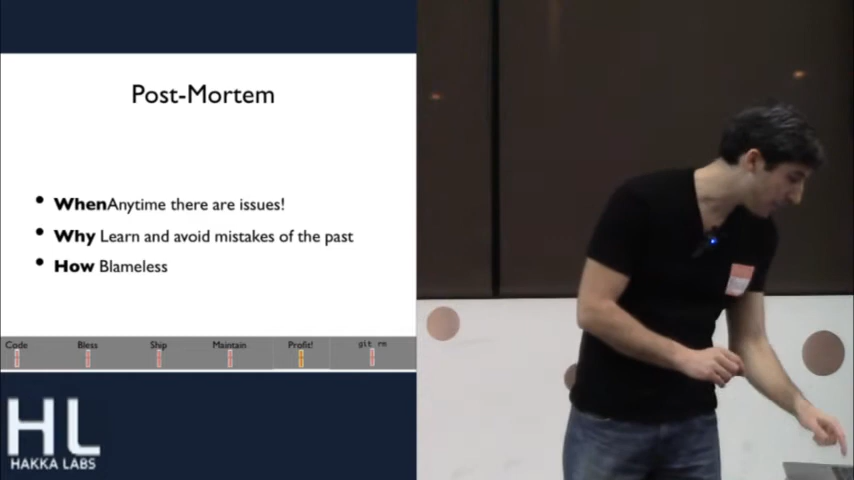 Post-Mortem
• WhenAnytime there are issues!
• Why Learn and avoid mistakes of the past
• How Blameless
Code Bless Ship Maintain Profit! git rm
HL
HAKKA LABS